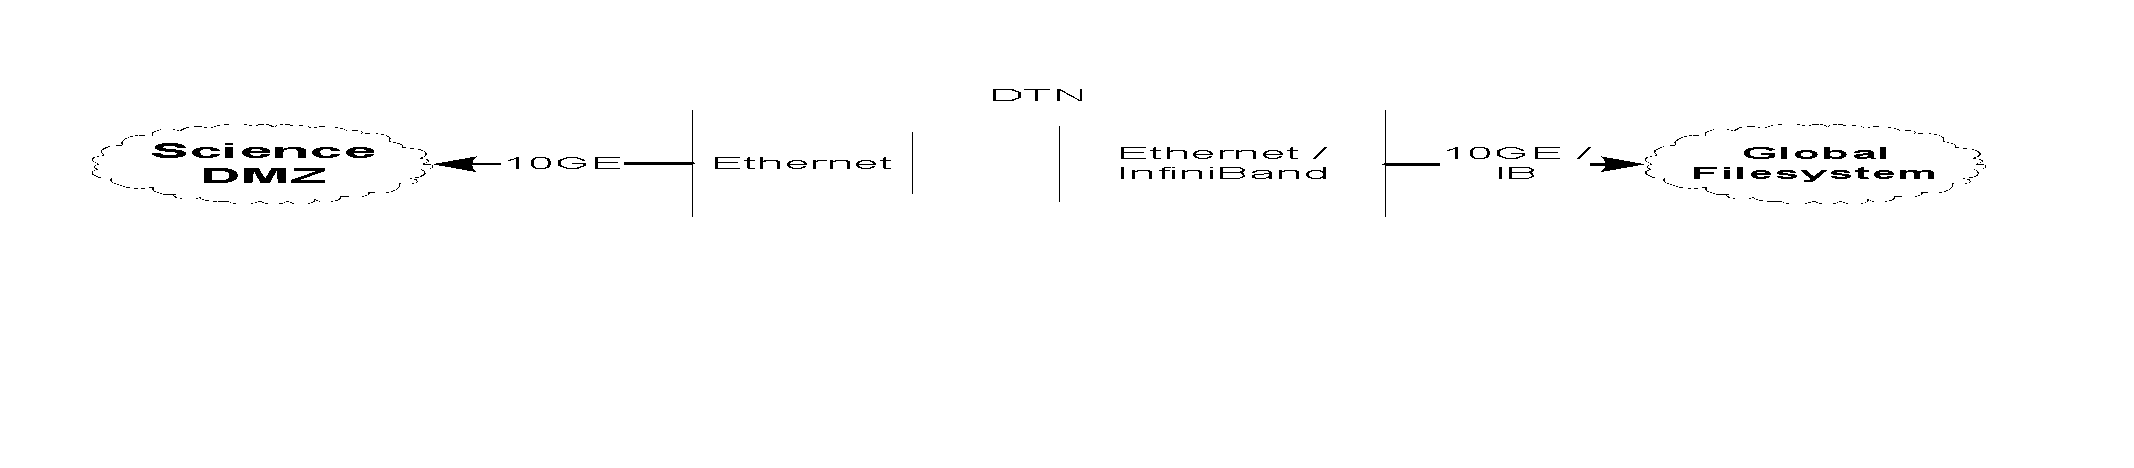 DTN
Science
DMZ
10GE
Ethernet
Ethernet /
InfiniBand
10GE /
IB
Global
Filesystem